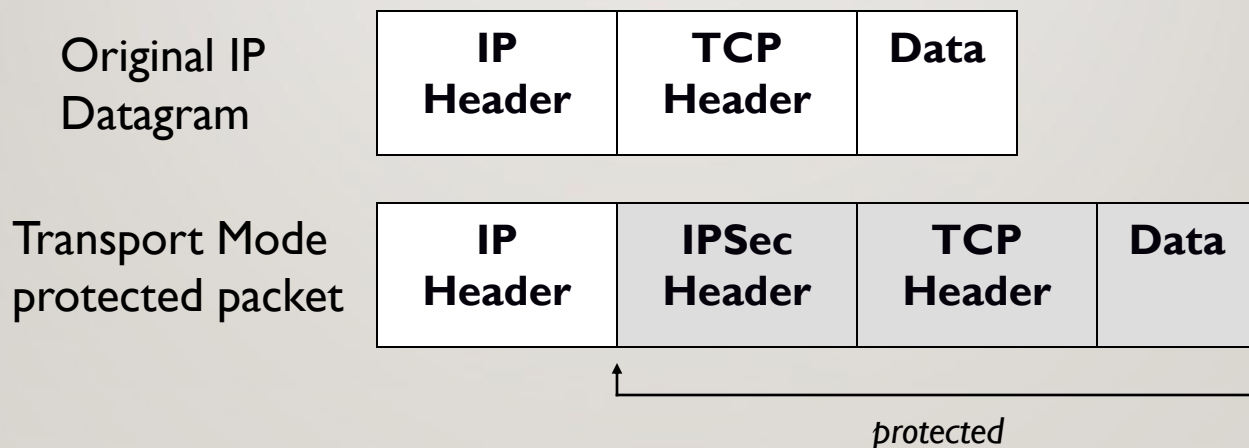 Original IP
Datagram
IP
Header
TCP
Header
Data
Transport Mode
protected packet
IP
Header
IPSec
Header
TCP
Header
Data
protected